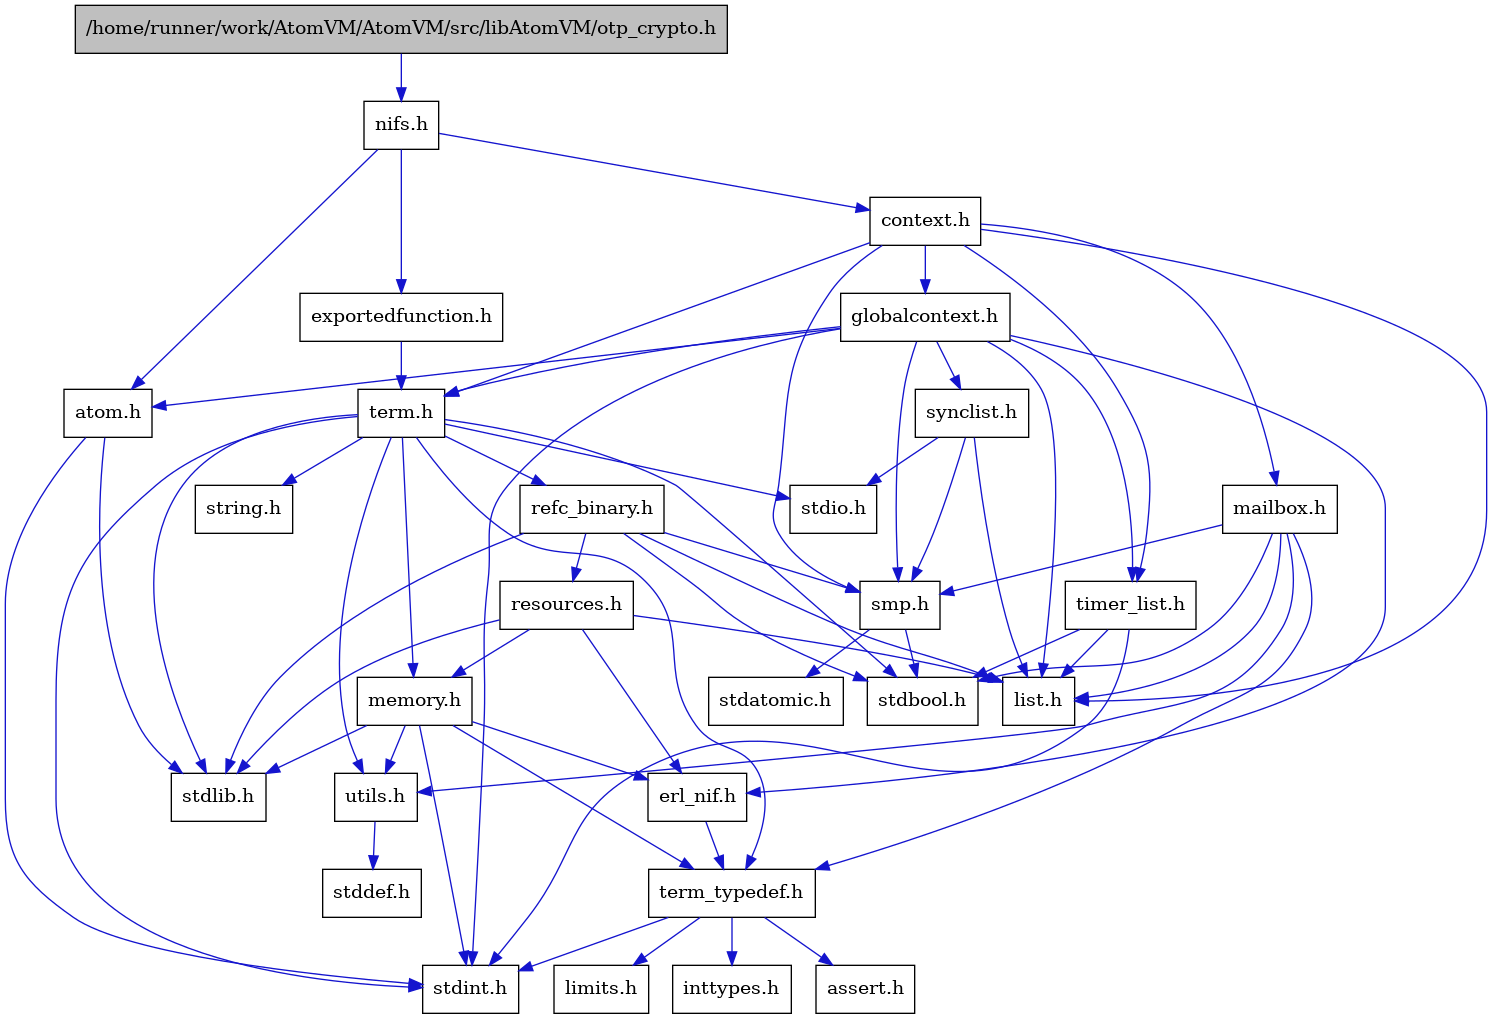 /home/runner/work/AtomVM/AtomVM/src/libAtomVM/otp_crypto.h
nifs.h
context.h
exportedfunction.h
globalcontext.h
atom.h
term.h
synclist.h
string.h
refc_binary.h
stdio.h
mailbox.h
resources.h
smp.h
timer_list.h
memory.h
stdatomic.h
stdbool.h
list.h
stdlib.h
utils.h
erl_nif.h
stddef.h
term_typedef.h
stdint.h
limits.h
inttypes.h
assert.h